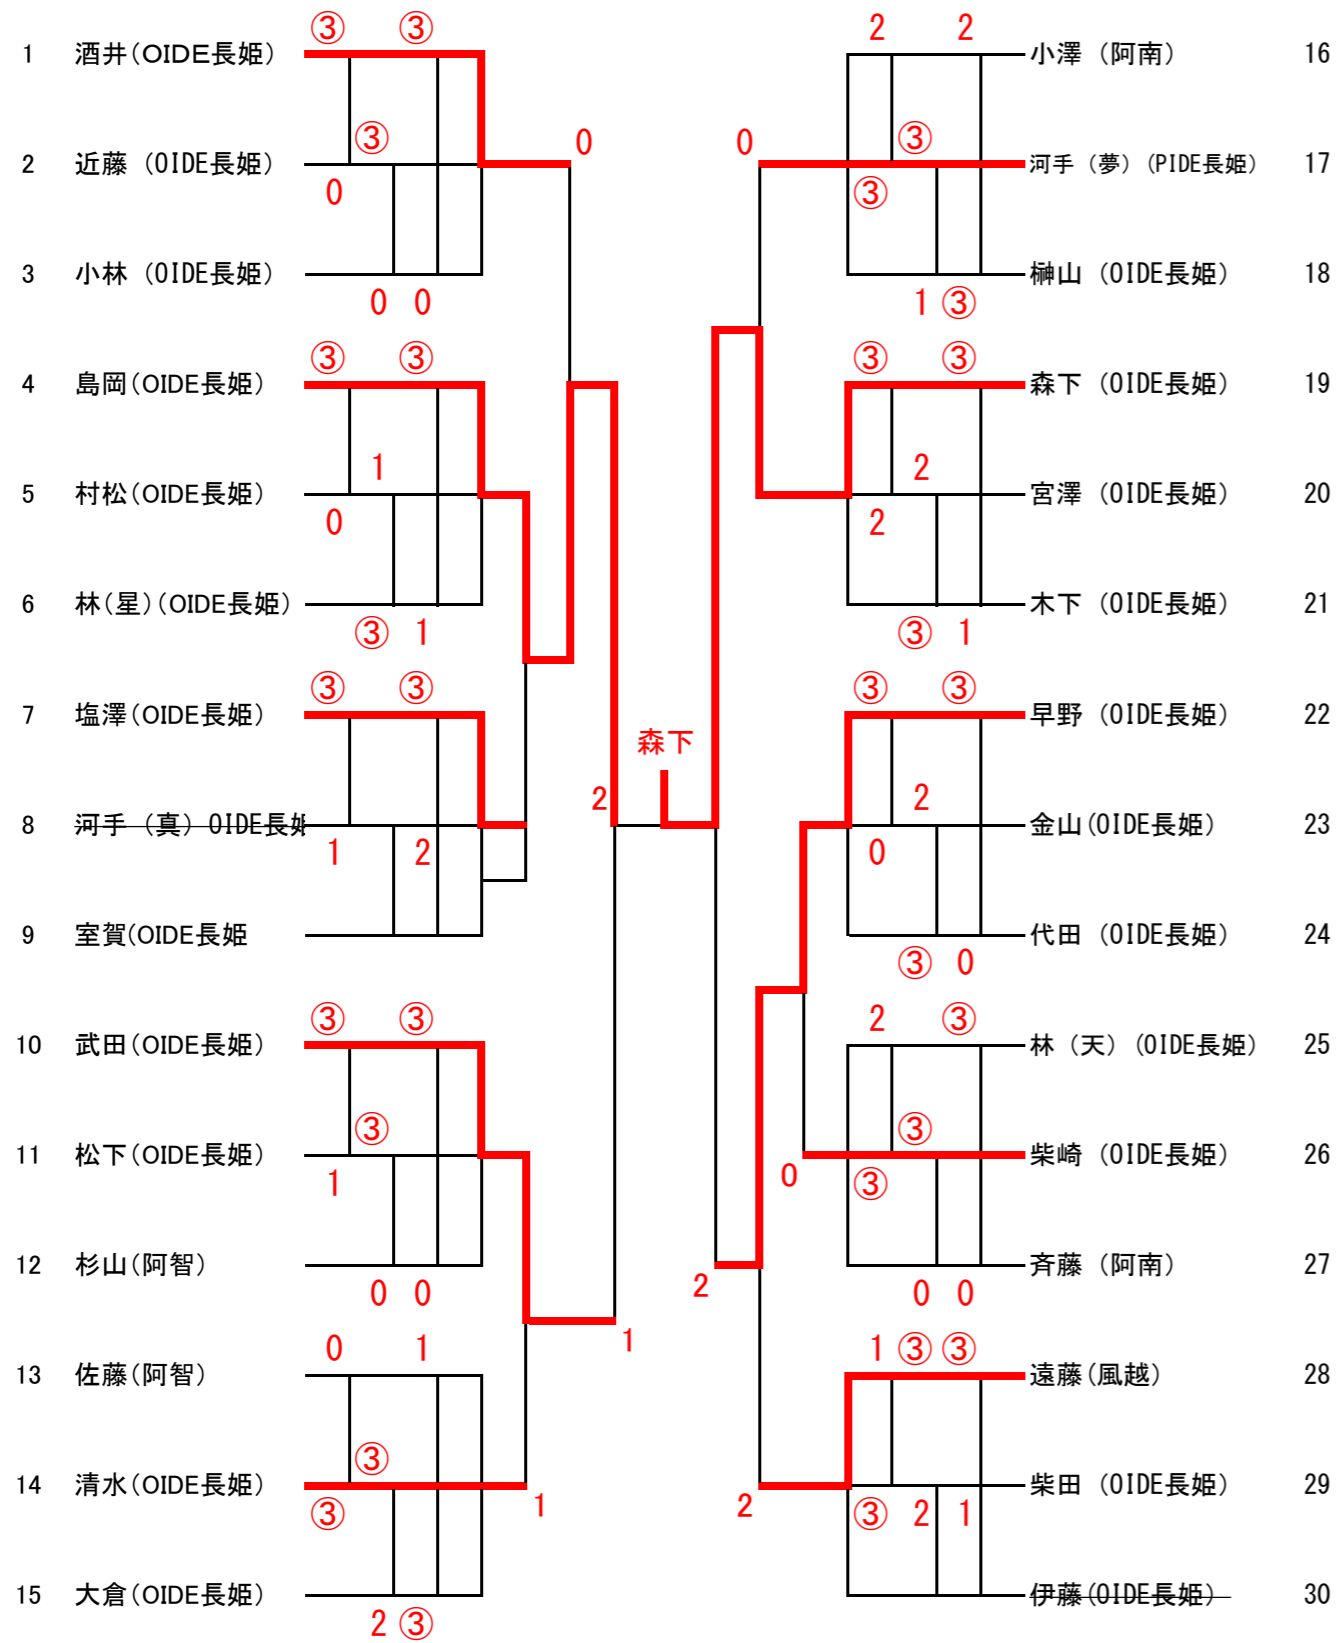 ③ ③
1 酒井(OIDE長姫)
③
2 近藤 (OIDE長姫)
0
0
3 小林 (OIDE長姫)
0 0
③ ③
4 島岡(OIDE長姫)
1
5 村松(OIDE長姫)
0
6 林(星)(OIDE長姫)
③ 1
③ ③
7 塩澤(OIDE長姫)
2
8 河手 (真) OIDE長姫
1 2
9 室賀(OIDE長姫
③ ③
10 武田(OIDE長姫)
③
11 松下(OIDE長姫)
1
12 杉山(阿智)
0 0
1
0 1
13 佐藤(阿智)
③
14 清水(OIDE長姫)
③
1
15 大倉(OIDE長姫)
2 ③
森下
2 2
小澤 (阿南) 16
0
③
河手 (夢) (PIDE長姫) 17
③
榊山 (OIDE長姫) 18
1 ③
③ ③
森下 (OIDE長姫) 19
2
宮澤 (OIDE長姫) 20
2
木下 (OIDE長姫) 21
③ 1
③ ③
早野 (OIDE長姫) 22
2
金山(OIDE長姫) 23
0
代田 (OIDE長姫) 24
③ 0
2 ③
林 (天) (OIDE長姫) 25
③
柴崎 (OIDE長姫) 26
0
③
斉藤 (阿南) 27
2
0 0
1 ③ ③
遠藤(風越) 28
柴田 (OIDE長姫) 29
2
③ 2 1
伊藤(OIDE長姫) 30